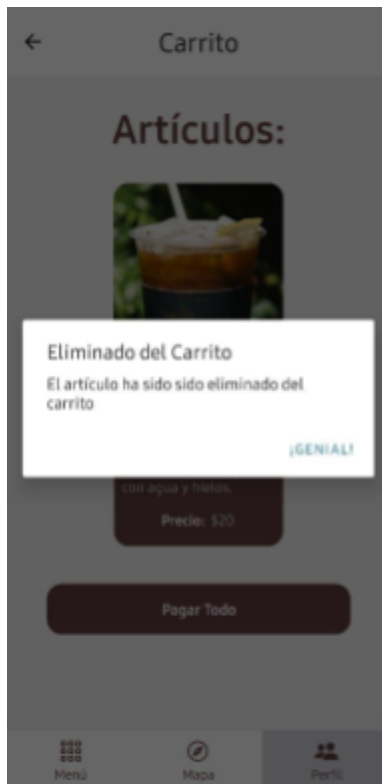 Carrito
Artículos:
Eliminado del Carrito
El artículo ha sido sido eliminado del
carrito
¡GENIAL!
con agua y hielos.
Precio: $20
Pagar Todo
Menú
Mapa
Perfil